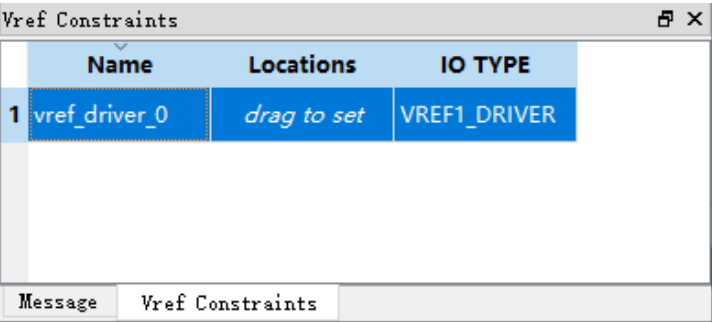 Vref Constraints
Name Locations IO TYPE
1 vref_driver_0 drag to set VREF1_DRIVER
Message Vref Constraints